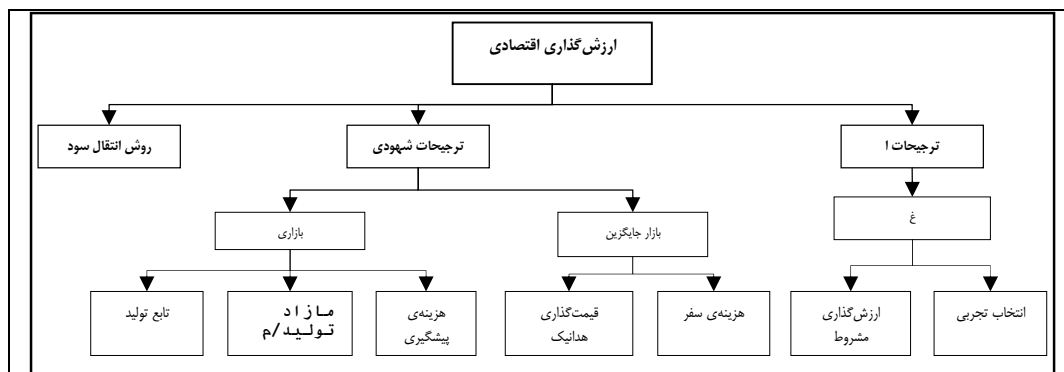 ارزش‌گذاری اقتصادی
ترجیحات ا
ترجیحات شهودی
روش انتقال سود
غ
بازار جایگزین
بازاری
انتخاب تجربی
ارزش‌گذاری
مشروط
هزینه‌ی سفر
قیمت‌گذاری
هدانیک
هزینه‌ی
پیشگیری
مازاد
تولید/م
تابع تولید